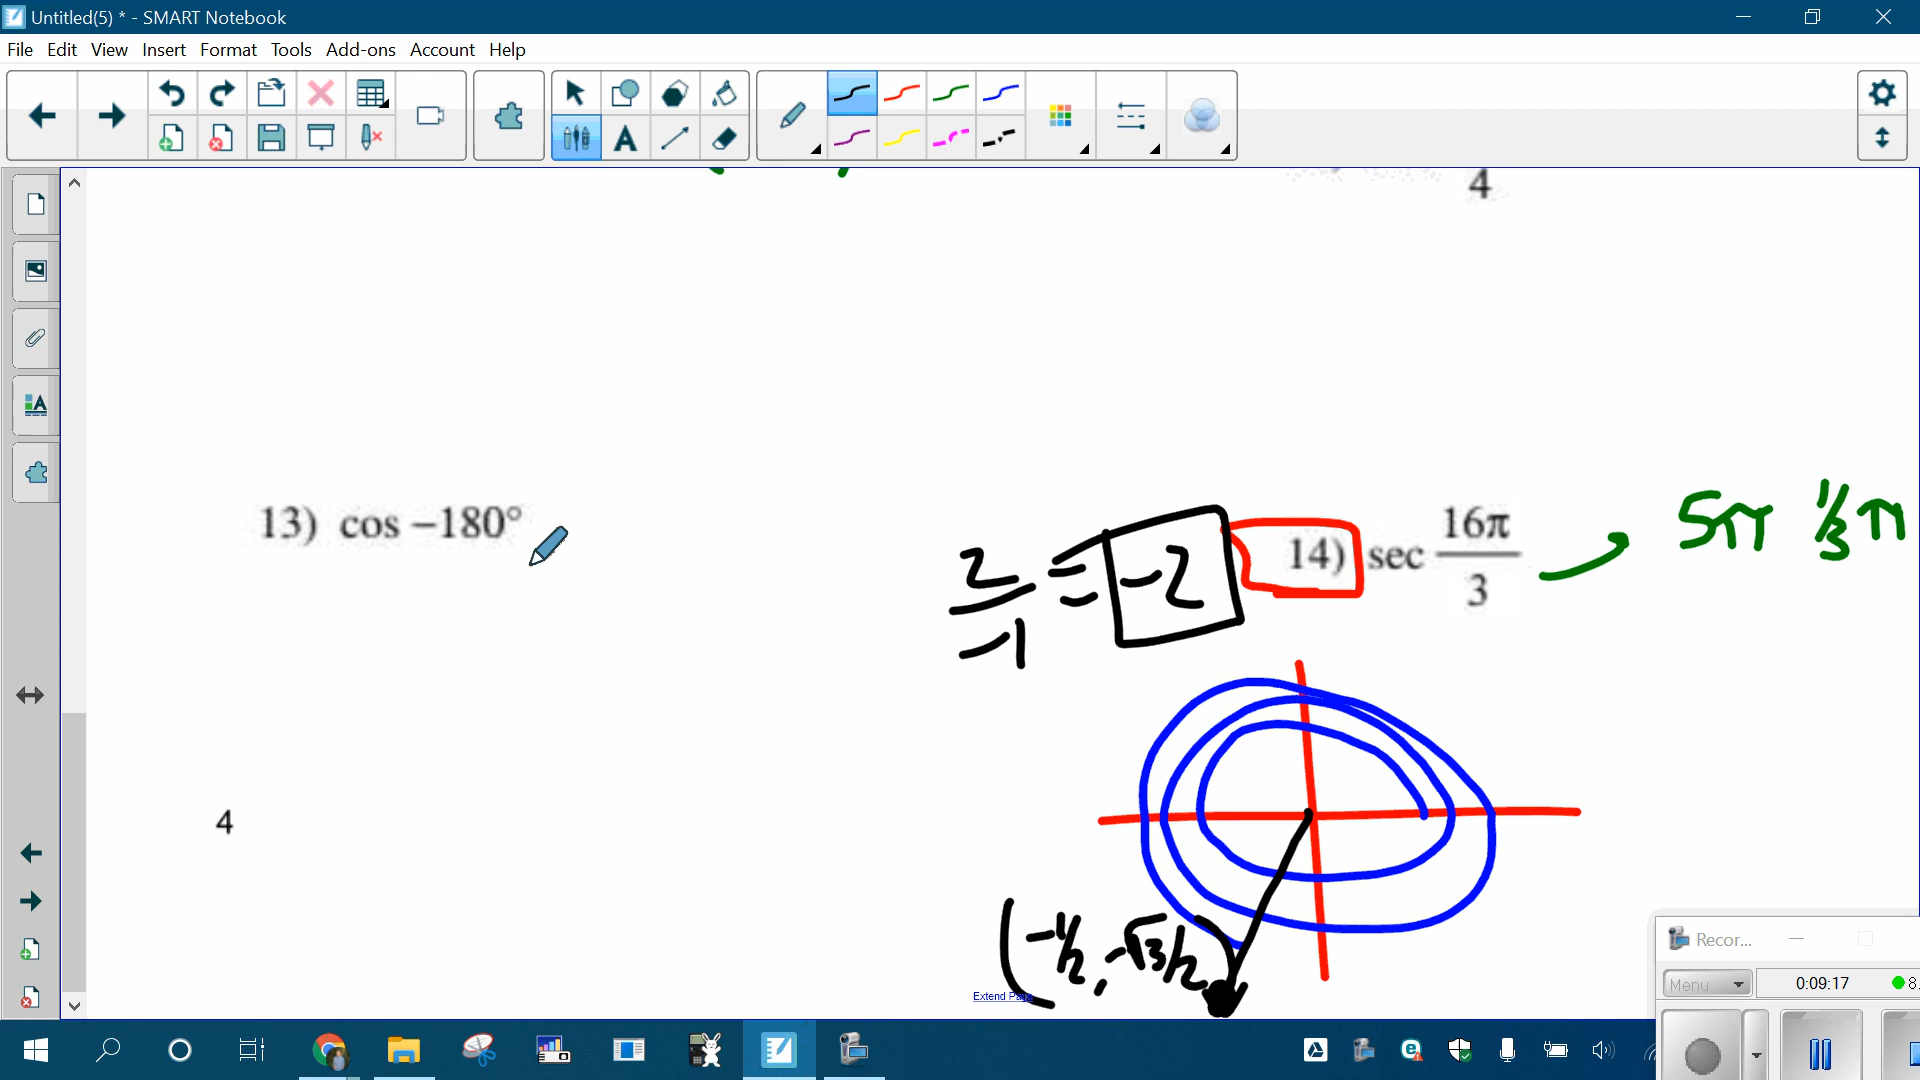 Untitled(5) * - SMART Notebook
File Edit View Insert Format Tools Add-ons Account Help
4
13) cos −180°
2/-1 = -2
14) sec 16π/3
5π 1/3 π
4
(-1/2, -√3/2)
Extend Page
Recor...
Menu
0:09:17
8.